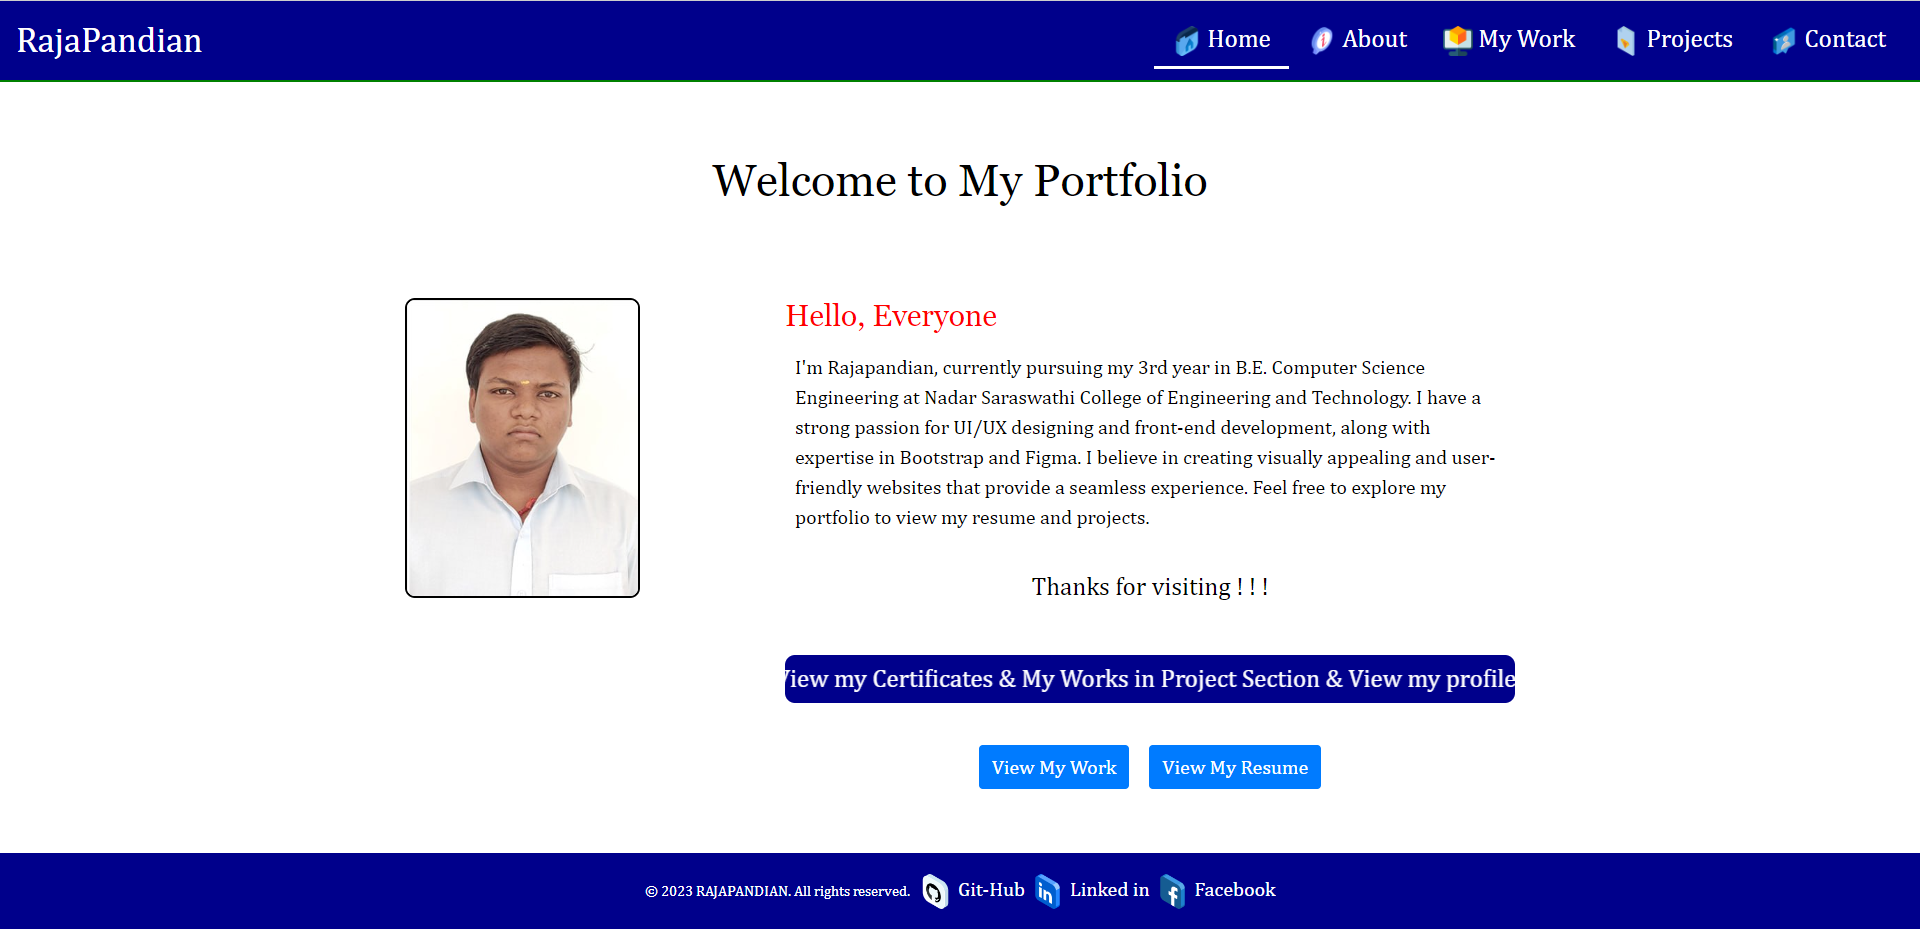 RajaPandian
Home
About
My Work
Projects
Contact
Welcome to My Portfolio
Hello, Everyone
I'm Rajapandian, currently pursuing my 3rd year in B.E. Computer Science
Engineering at Nadar Saraswathi College of Engineering and Technology. I have a
strong passion for UI/UX designing and front-end development, along with
expertise in Bootstrap and Figma. I believe in creating visually appealing and user-
friendly websites that provide a seamless experience. Feel free to explore my
portfolio to view my resume and projects.
Thanks for visiting ! ! !
View my Certificates & My Works in Project Section & View my profile
View My Work
View My Resume
© 2023 RAJAPANDIAN. All rights reserved.
Git-Hub
Linked in
Facebook